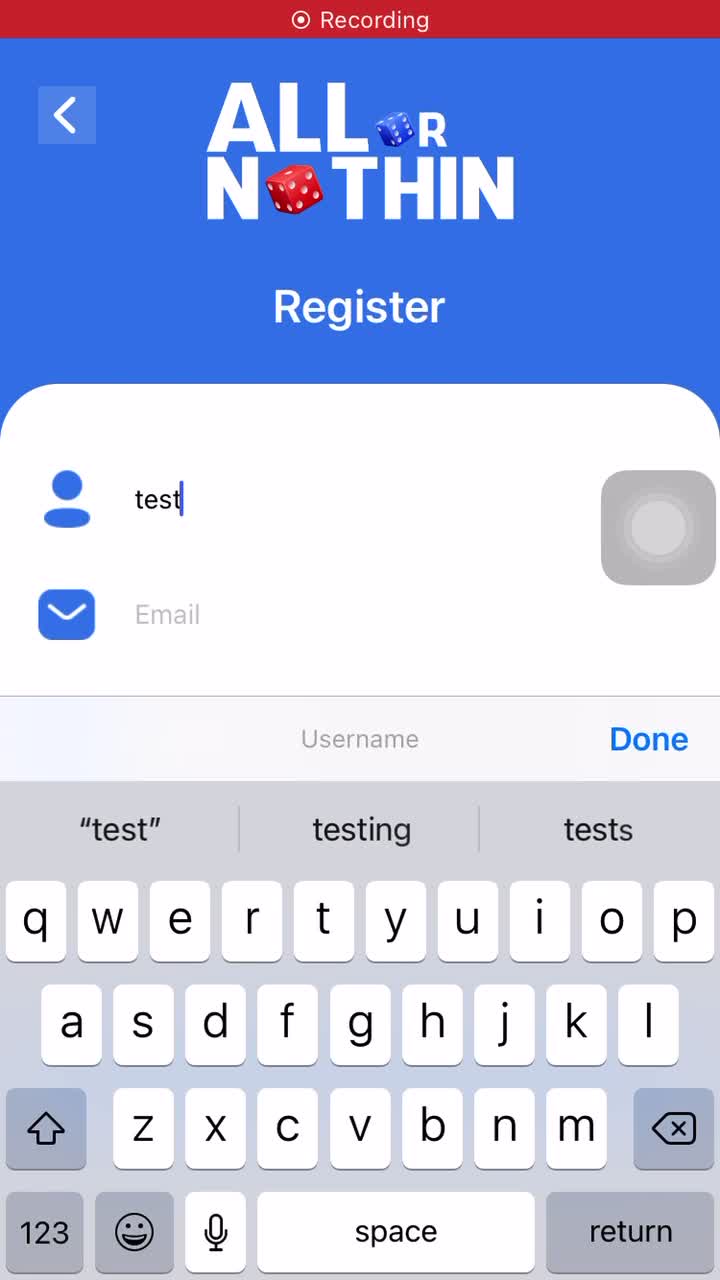 Recording
ALL R
N THIN
Register
test
Email
Username
Done
“test”
testing
tests
q w e r t y u i o p
a s d f g h j k l
z x c v b n m
123
space
return